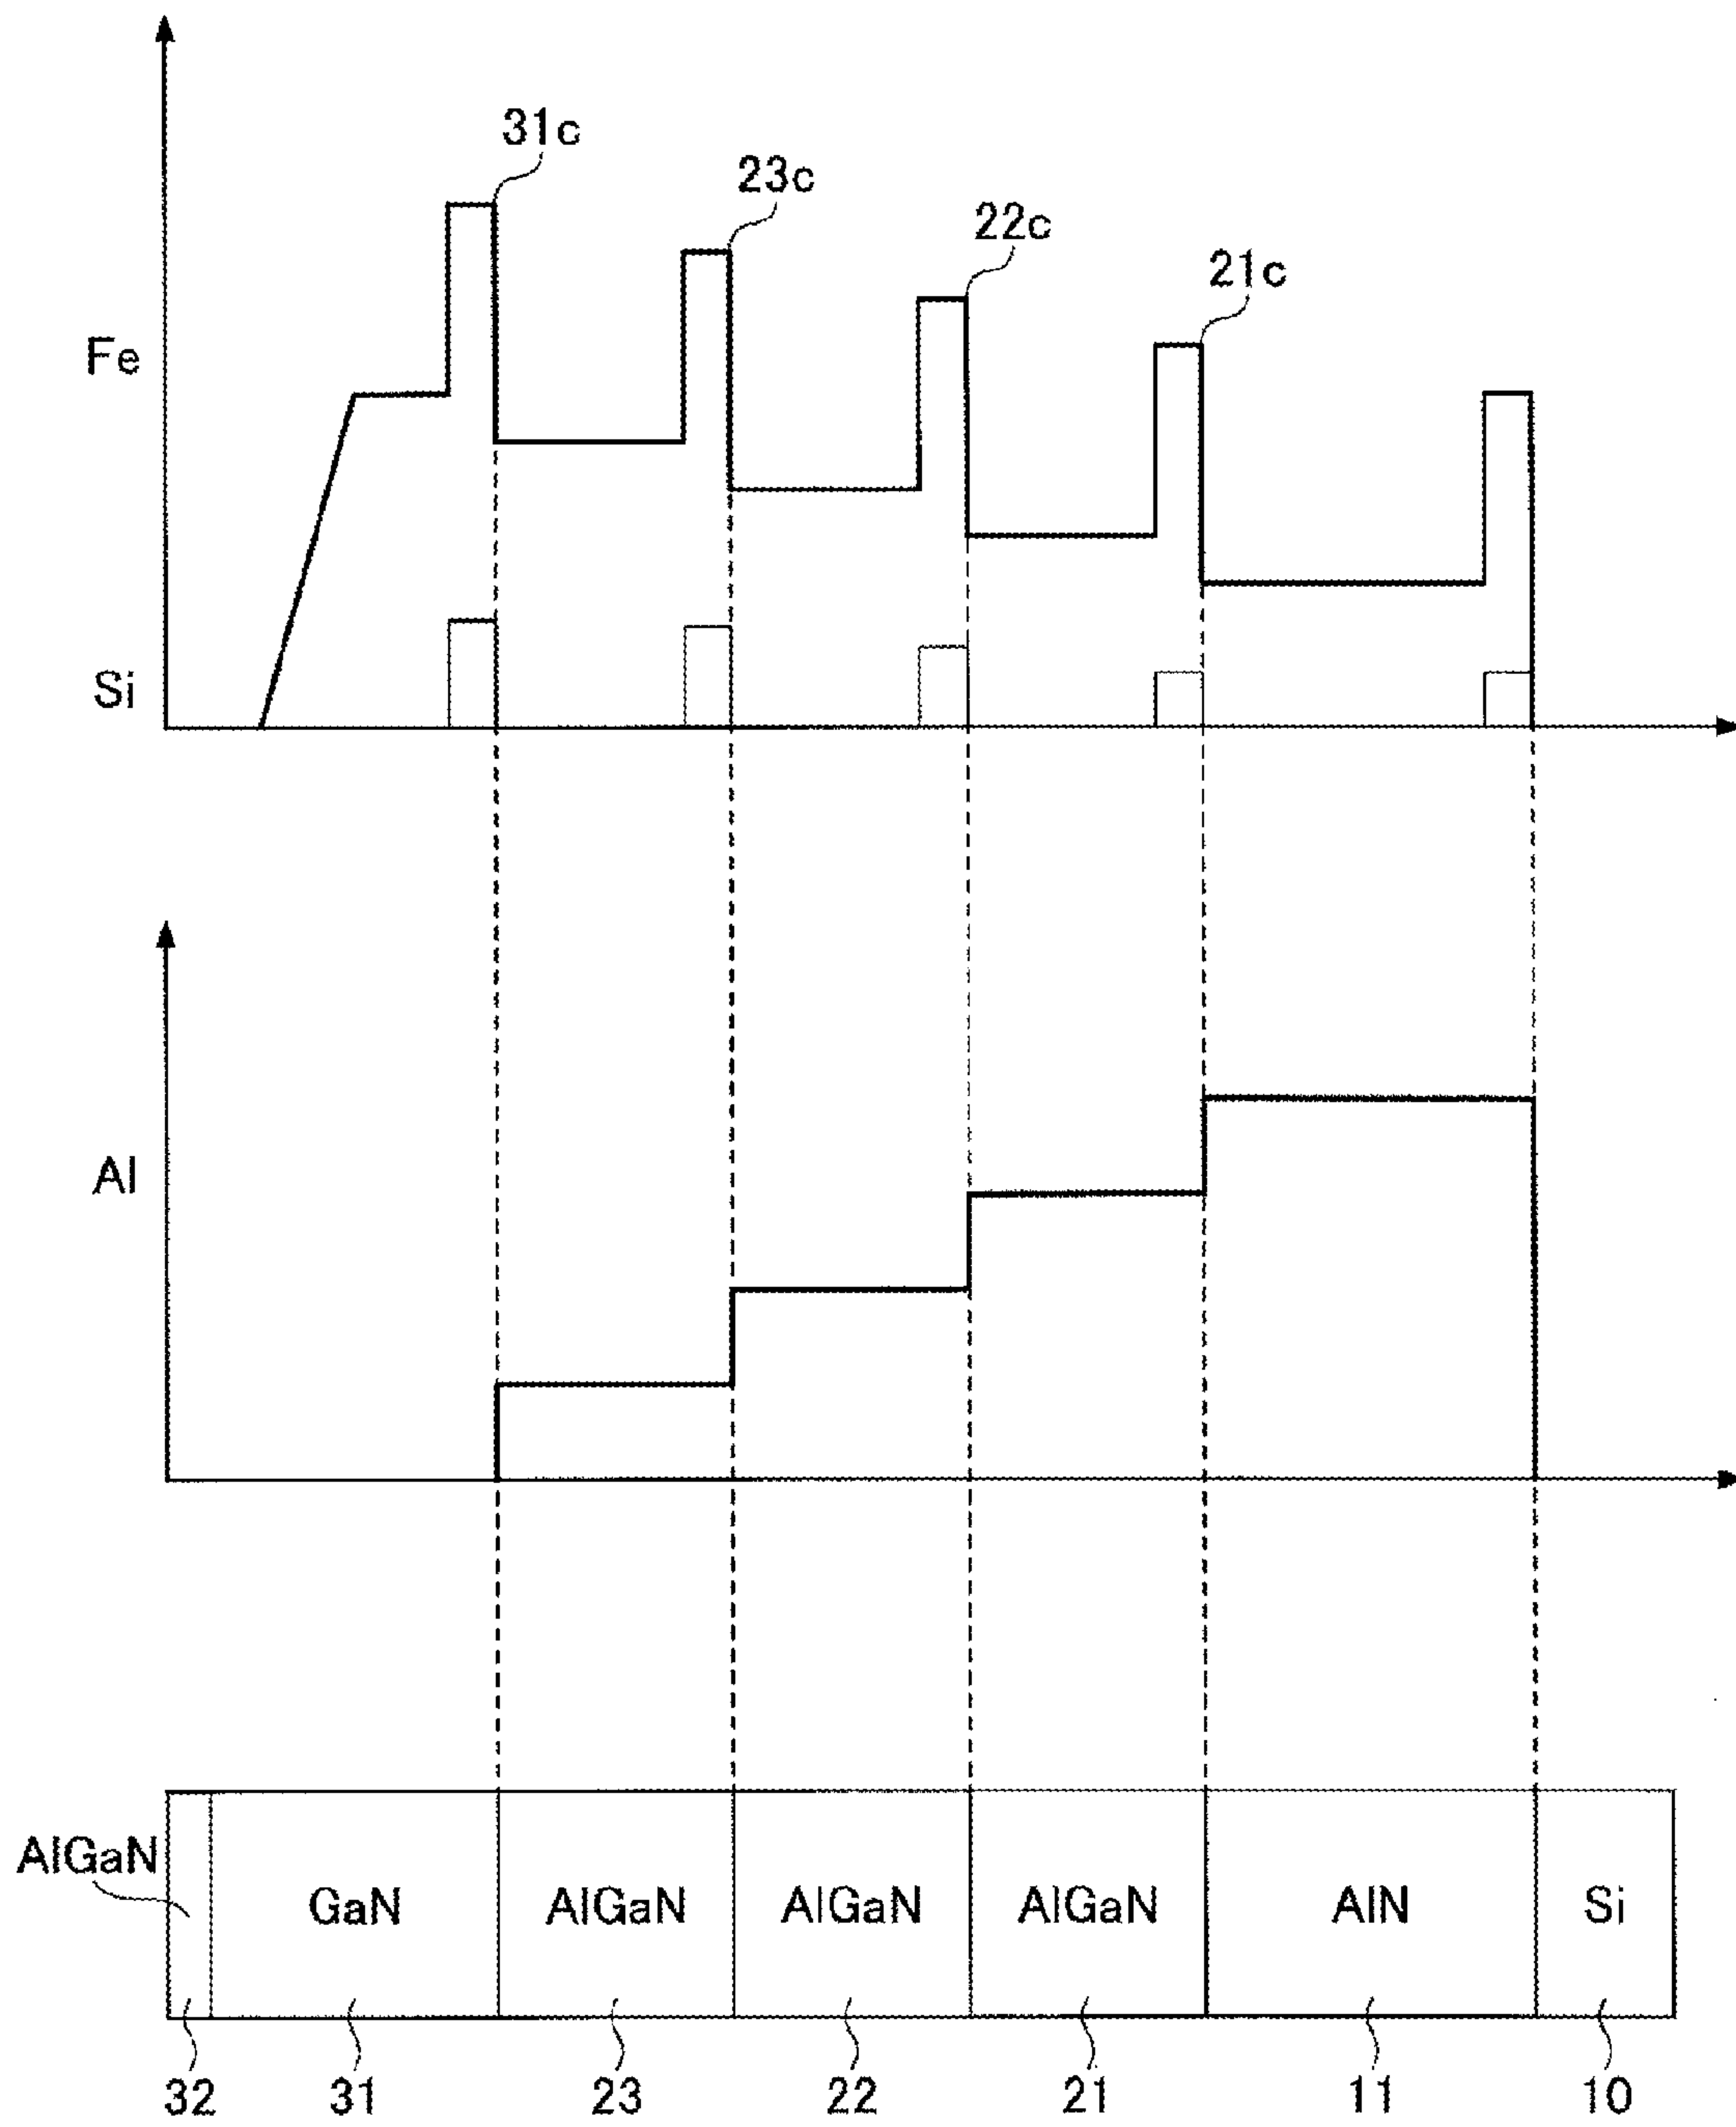 31c
23c
22c
21c
Fe
Si
Al
AlGaN
GaN
AlGaN
AlGaN
AlGaN
AlN
Si
32
31
23
22
21
11
10